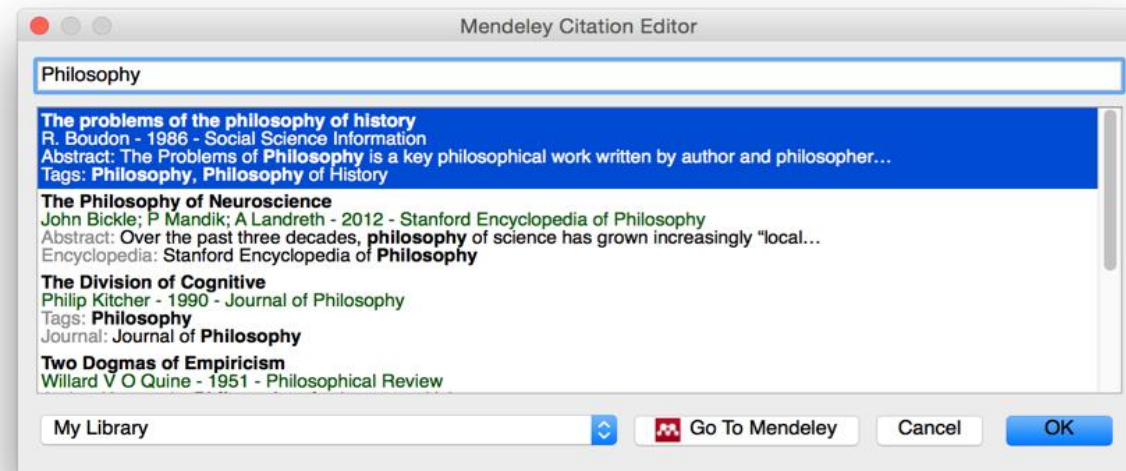 Mendeley Citation Editor
Philosophy
The problems of the philosophy of history
R. Boudon - 1986 - Social Science Information
Abstract: The Problems of Philosophy is a key philosophical work written by author and philosopher...
Tags: Philosophy, Philosophy of History
The Philosophy of Neuroscience
John Bickle; P Mandik; A Landreth - 2012 - Stanford Encyclopedia of Philosophy
Abstract: Over the past three decades, philosophy of science has grown increasingly “local...
Encyclopedia: Stanford Encyclopedia of Philosophy
The Division of Cognitive
Philip Kitcher - 1990 - Journal of Philosophy
Tags: Philosophy
Journal: Journal of Philosophy
Two Dogmas of Empiricism
Willard V O Quine - 1951 - Philosophical Review
My Library
Go To Mendeley
Cancel
OK